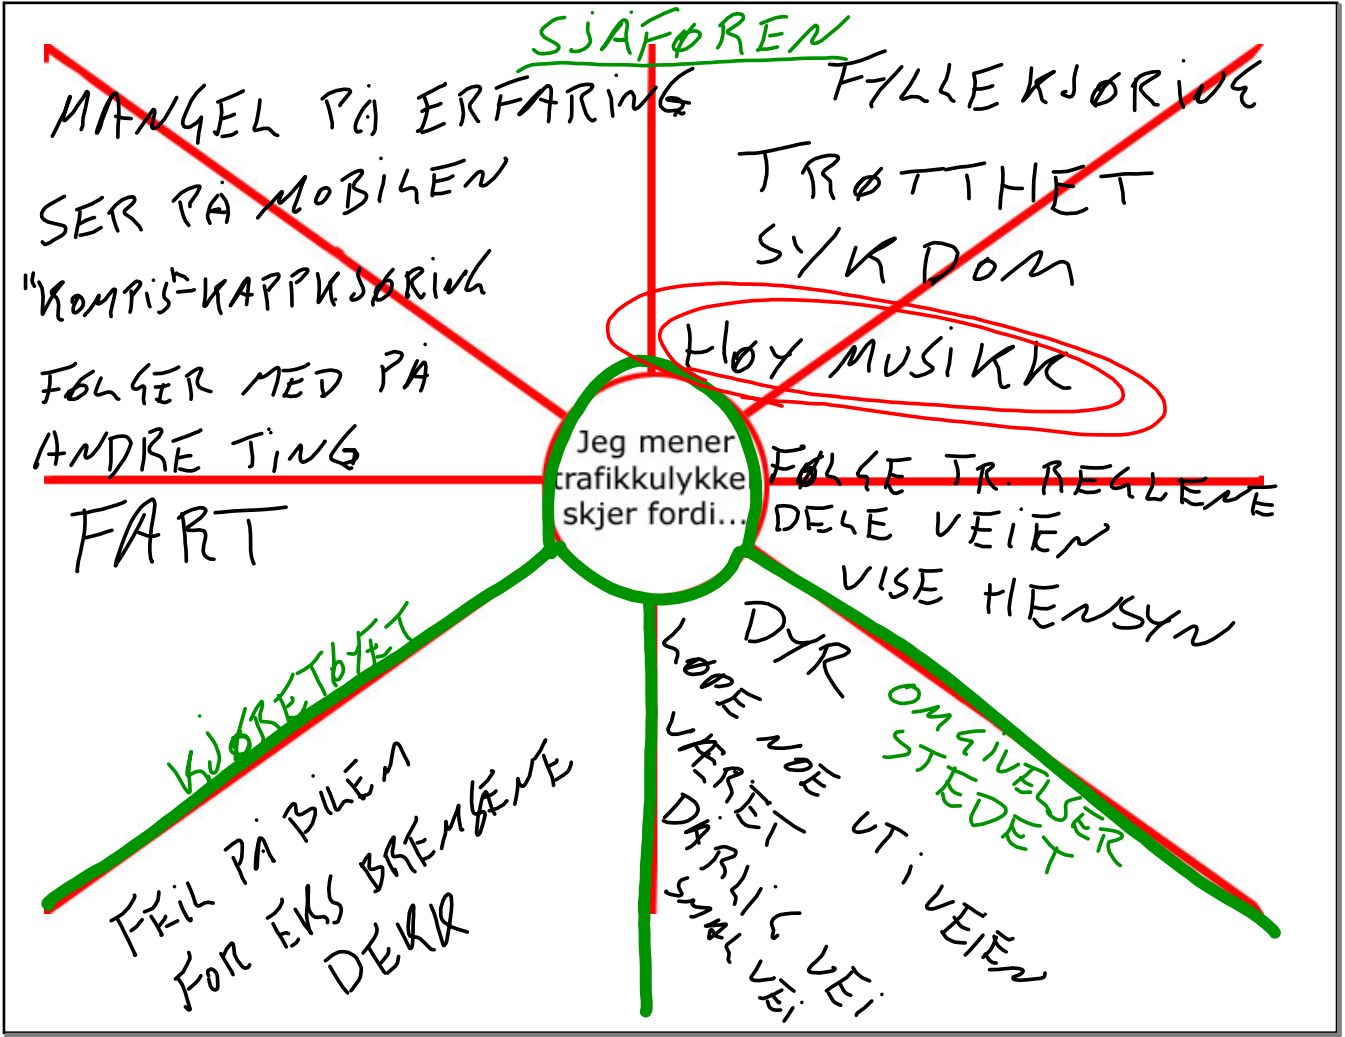 SJÅFØREN
MANGEL PÅ ERFARING
SER PÅ MOBILEN
"KOMPIS"-KAPPKJØRING
FØLGER MED PÅ
ANDRE TING
FART
FYLLEKJØRING
TRØTTHET
SYKDOM
HØY MUSIKK
FØLGE TR. REGLENE
DELE VEIEN
VISE HENSYN
Jeg mener
trafikkulykke
skjer fordi...
KJØRETØYET
FEIL PÅ BILEN
FOR EKS BREMSENE
DEKK
DYR
LØPE NOE UT I VEIEN
VÆRET
DÅRLIG VEI
SMAL VEI
OMGIVELSER
STEDET